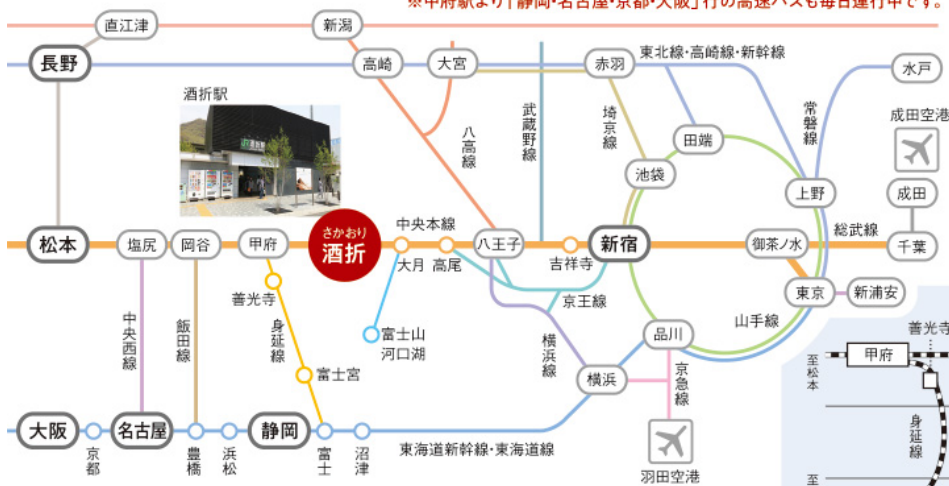 ※甲府駅より「静岡・名古屋・京都・大阪」行の高速バスも毎日運行中です。
直江津
新潟
長野
高崎
大宮
赤羽
東北線・高崎線・新幹線
水戸
酒折駅
八高線
武蔵野線
埼京線
田端
常磐線
成田空港
池袋
上野
成田
松本
塩尻
岡谷
甲府
さかおり
酒折
中央本線
大月
高尾
八王子
吉祥寺
新宿
御茶ノ水
総武線
千葉
善光寺
京王線
東京
新浦安
中央西線
飯田線
身延線
富士山
河口湖
横浜線
品川
山手線
富士宮
横浜
京急線
大阪
京都
名古屋
豊橋
浜松
静岡
富士
沼津
東海道新幹線・東海道線
羽田空港
善光寺
至松本
甲府
身延線
至